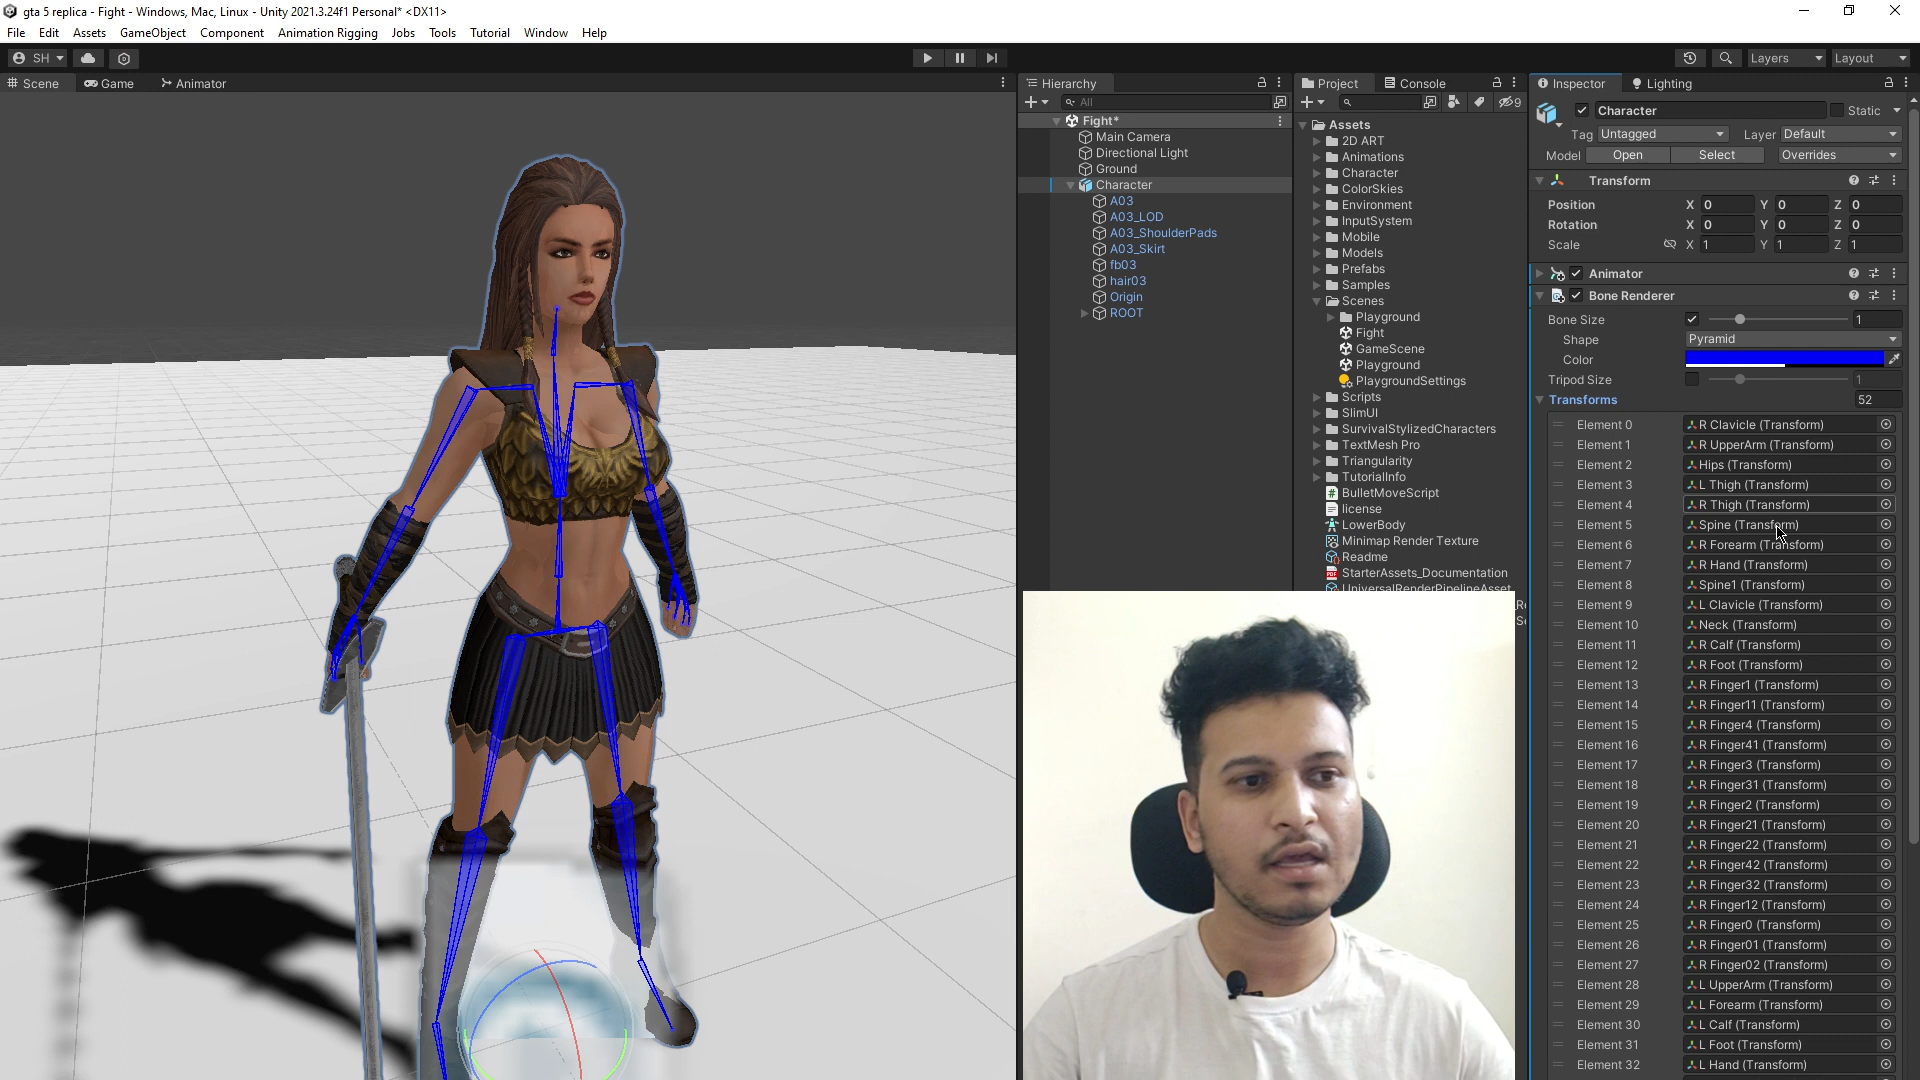 gta 5 replica - Fight - Windows, Mac, Linux - Unity 2021.3.24f1 Personal* <DX11>
File Edit Assets GameObject Component Animation Rigging Jobs Tools Tutorial Window Help
SH Layers Layout
Scene Game Animator
Hierarchy
All
Fight*
Main Camera
Directional Light
Ground
Character
A03
A03_LOD
A03_ShoulderPads
A03_Skirt
fb03
hair03
Origin
ROOT
Project Console
9
Assets
2D ART
Animations
Character
ColorSkies
Environment
InputSystem
Mobile
Models
Prefabs
Samples
Scenes
Playground
Fight
GameScene
Playground
PlaygroundSettings
Scripts
SlimUI
SurvivalStylizedCharacters
TextMesh Pro
Triangularity
TutorialInfo
BulletMoveScript
license
LowerBody
Minimap Render Texture
Readme
StarterAssets_Documentation
UniversalRenderPipelineAsset
Inspector Lighting
Character Static
Tag Untagged Layer Default
Model Open Select Overrides
Transform
Position X 0 Y 0 Z 0
Rotation X 0 Y 0 Z 0
Scale X 1 Y 1 Z 1
Animator
Bone Renderer
Bone Size 1
Shape Pyramid
Color
Tripod Size 1
Transforms 52
Element 0 R Clavicle (Transform)
Element 1 R UpperArm (Transform)
Element 2 Hips (Transform)
Element 3 L Thigh (Transform)
Element 4 R Thigh (Transform)
Element 5 Spine (Transform)
Element 6 R Forearm (Transform)
Element 7 R Hand (Transform)
Element 8 Spine1 (Transform)
Element 9 L Clavicle (Transform)
Element 10 Neck (Transform)
Element 11 R Calf (Transform)
Element 12 R Foot (Transform)
Element 13 R Finger1 (Transform)
Element 14 R Finger11 (Transform)
Element 15 R Finger4 (Transform)
Element 16 R Finger41 (Transform)
Element 17 R Finger3 (Transform)
Element 18 R Finger31 (Transform)
Element 19 R Finger2 (Transform)
Element 20 R Finger21 (Transform)
Element 21 R Finger22 (Transform)
Element 22 R Finger42 (Transform)
Element 23 R Finger32 (Transform)
Element 24 R Finger12 (Transform)
Element 25 R Finger0 (Transform)
Element 26 R Finger01 (Transform)
Element 27 R Finger02 (Transform)
Element 28 L UpperArm (Transform)
Element 29 L Forearm (Transform)
Element 30 L Calf (Transform)
Element 31 L Foot (Transform)
Element 32 L Hand (Transform)